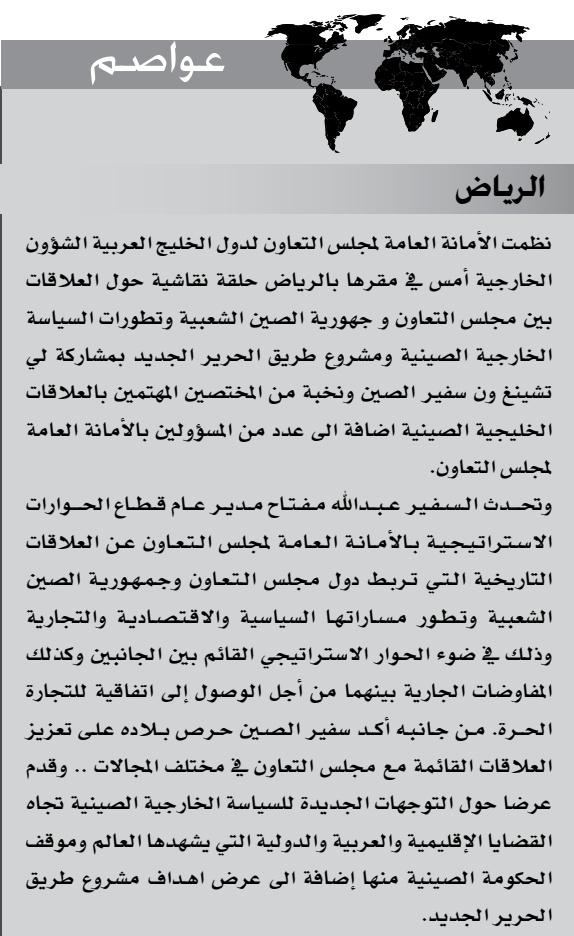 عواصم
الرياض
نظمت الأمانة العامة لمجلس التعاون لدول الخليج العربية الشؤون
الخارجية أمس في مقرها بالرياض حلقة نقاشية حول العلاقات
بين مجلس التعاون و جهورية الصين الشعبية وتطورات السياسة
الخارجية الصينية ومشروع طريق الحرير الجديد بمشاركة لي
تشينغ ون سفير الصين ونخبة من المختصين المهتمين بالعلاقات
الخليجية الصينية اضافة الى عدد من المسؤولين بالأمانة العامة
لمجلس التعاون.
وتحدث السفير عبدالله مفتاح مدير عام قطاع الحوارات
الاستراتيجية بالأمانة العامة لمجلس التعاون عن العلاقات
التاريخية التي تربط دول مجلس التعاون وجمهورية الصين
الشعبية وتطور مساراتها السياسية والاقتصادية والتجارية
وذلك في ضوء الحوار الاستراتيجي القائم بين الجانبين وكذلك
المفاوضات الجارية بينهما من أجل الوصول إلى اتفاقية للتجارة
الحرة. من جانبه أكد سفير الصين حرص بلاده على تعزيز
العلاقات القائمة مع مجلس التعاون في مختلف المجالات .. وقدم
عرضا حول التوجهات الجديدة للسياسة الخارجية الصينية تجاه
القضايا الإقليمية والعربية والدولية التي يشهدها العالم وموقف
الحكومة الصينية منها إضافة الى عرض اهداف مشروع طريق
الحرير الجديد.